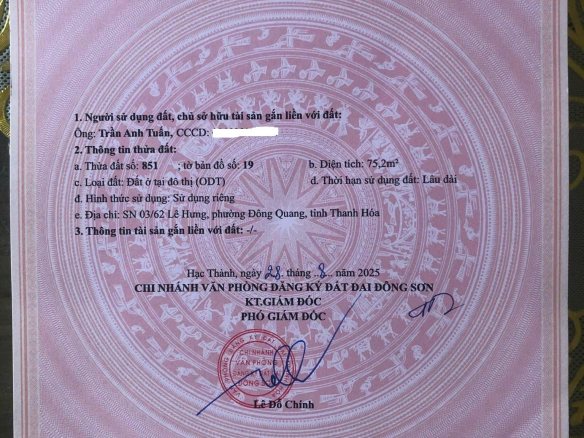 1. Người sử dụng đất, chủ sở hữu tài sản gắn liền với đất:
Ông: Trần Anh Tuấn, CCCD:
2. Thông tin thửa đất:
a. Thửa đất số: 851 ; tờ bản đồ số: 19 b. Diện tích: 75,2m²
c. Loại đất: Đất ở tại đô thị (ODT) d. Thời hạn sử dụng đất: Lâu dài
đ. Hình thức sử dụng: Sử dụng riêng
e. Địa chỉ: SN 03/62 Lê Hưng, phường Đông Quang, tỉnh Thanh Hóa
3. Thông tin tài sản gắn liền với đất: -/-
Hạc Thành, ngày 28 tháng 8 năm 2025
CHI NHÁNH VĂN PHÒNG ĐĂNG KÝ ĐẤT ĐAI ĐÔNG SƠN
KT.GIÁM ĐỐC
PHÓ GIÁM ĐỐC
CHI NHÁNH
VĂN PHÒNG
Lê Đỗ Chính